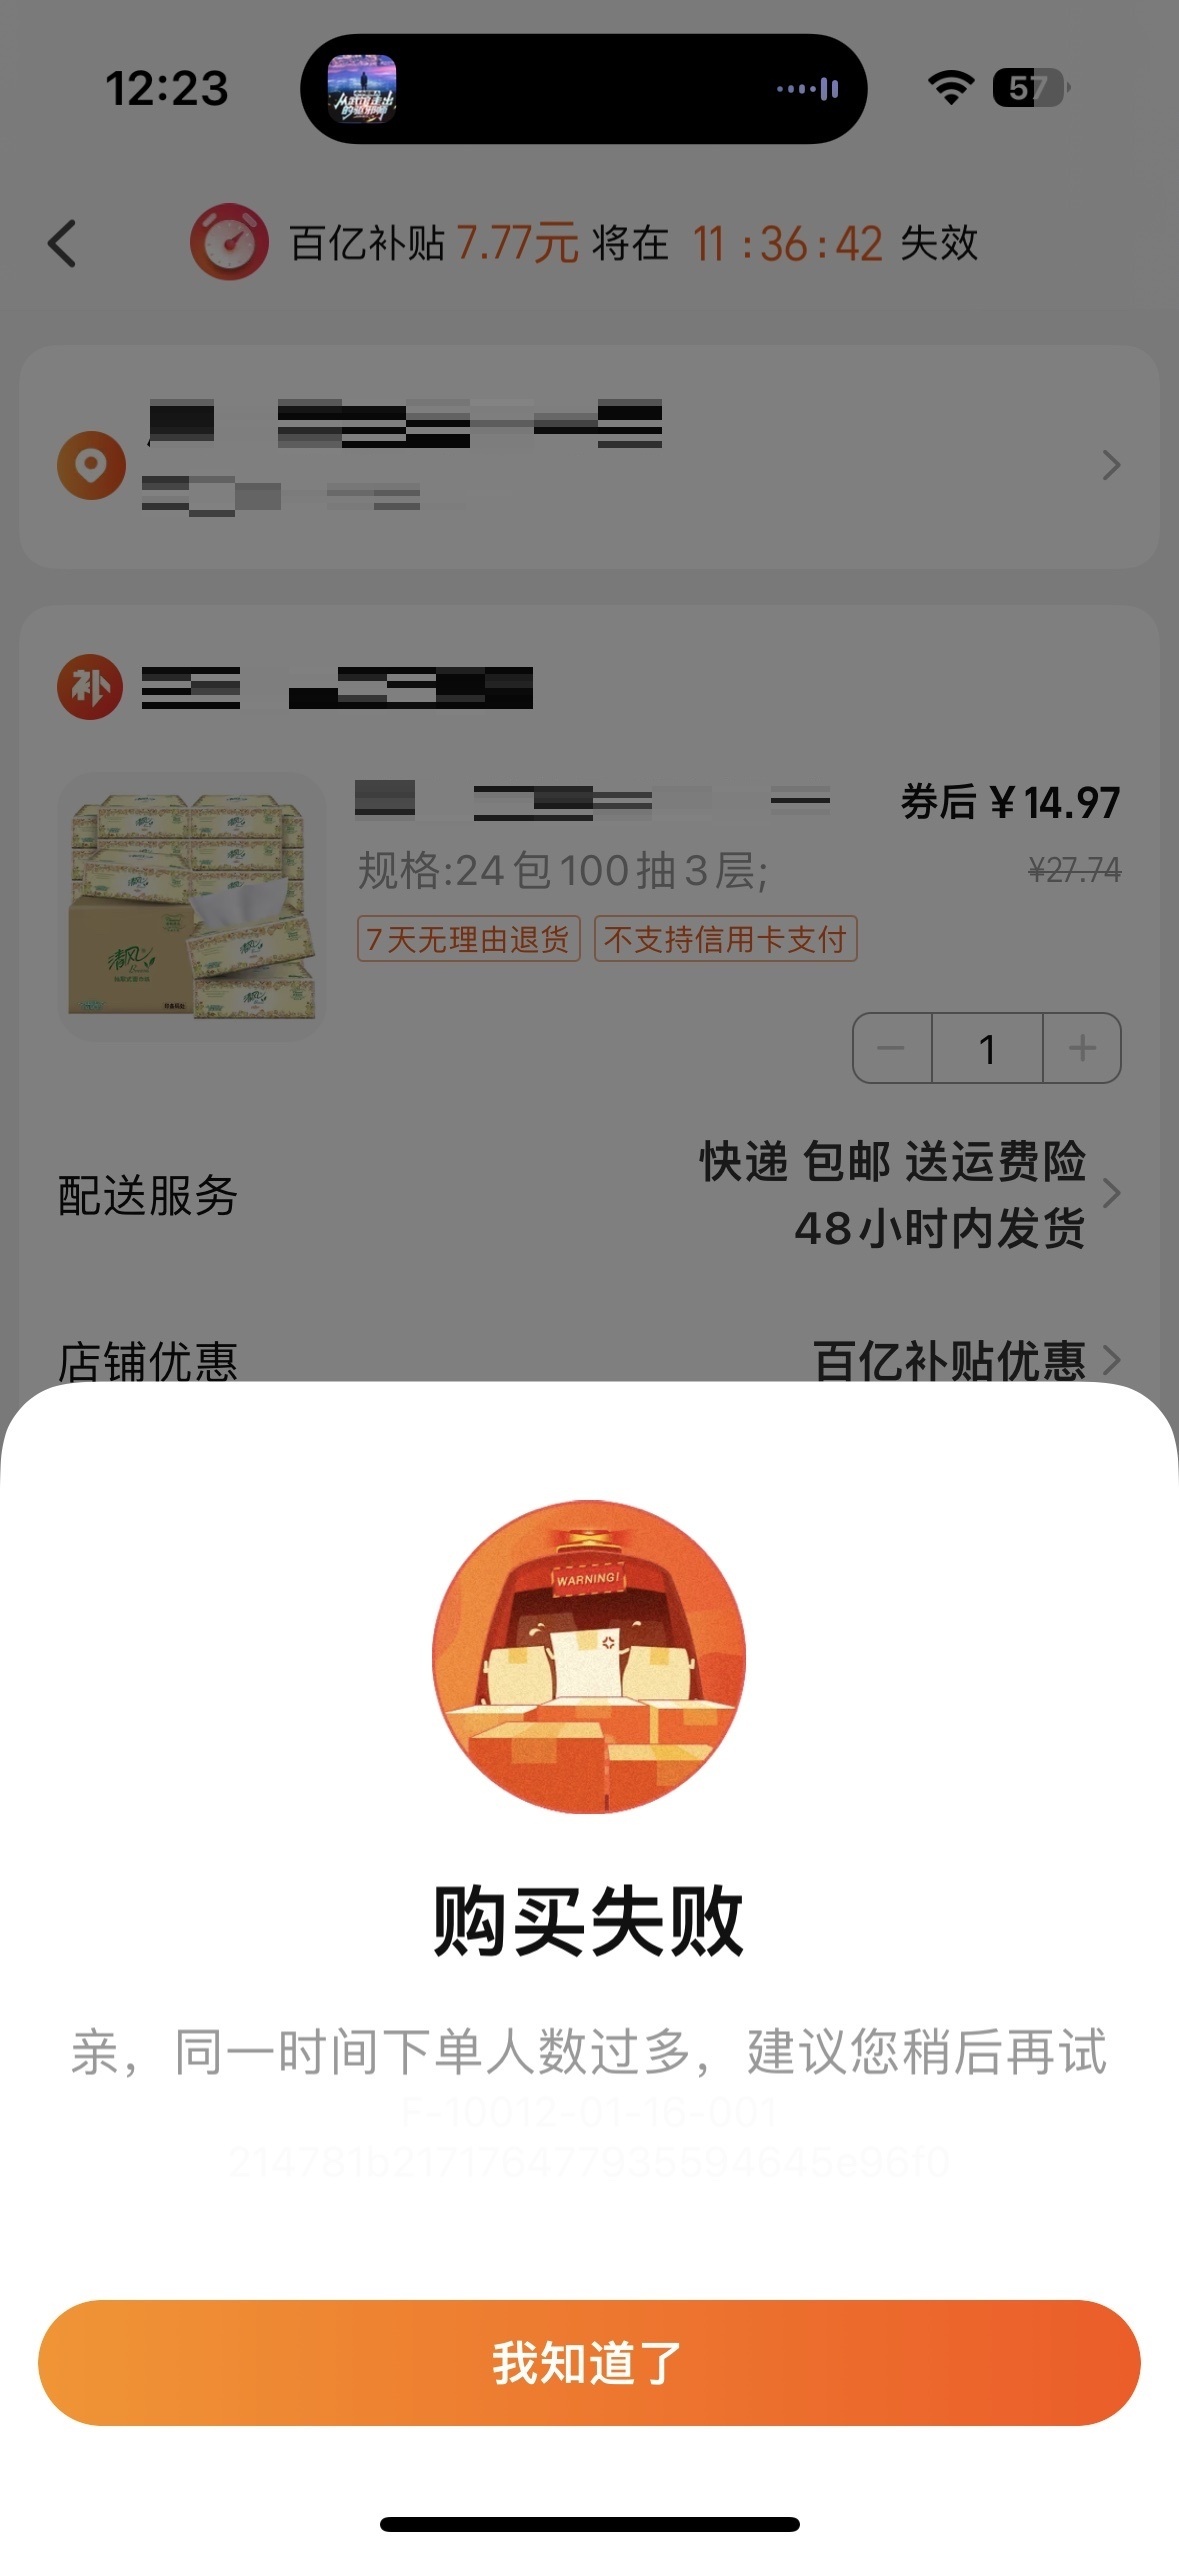 12:23
57
百亿补贴 7.77元 将在 11:36:42 失效
补
券后 ¥14.97
规格:24包100抽3层;
¥27.74
7天无理由退货 不支持信用卡支付
清风
清风
1
配送服务
快递 包邮 送运费险
48小时内发货
店铺优惠
百亿补贴优惠
WARNING!
购买失败
亲，同一时间下单人数过多，建议您稍后再试
F-10012-01-16-001
214781b217176477935594645e96f0
我知道了